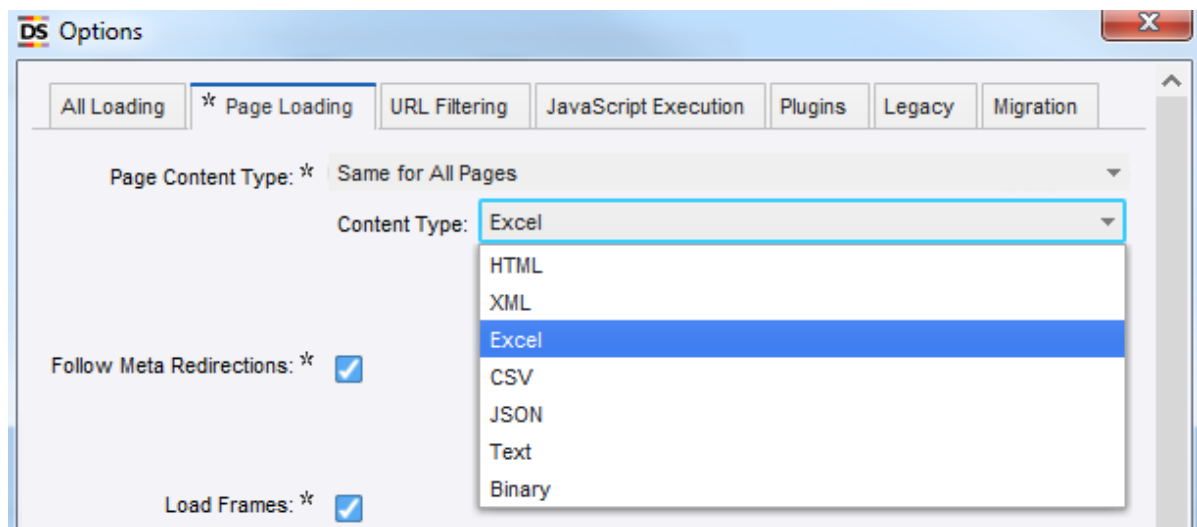 DS Options
All Loading * Page Loading URL Filtering JavaScript Execution Plugins Legacy Migration
Page Content Type: * Same for All Pages
Content Type: Excel
HTML
XML
Excel
Follow Meta Redirections: *
CSV
JSON
Text
Binary
Load Frames: *